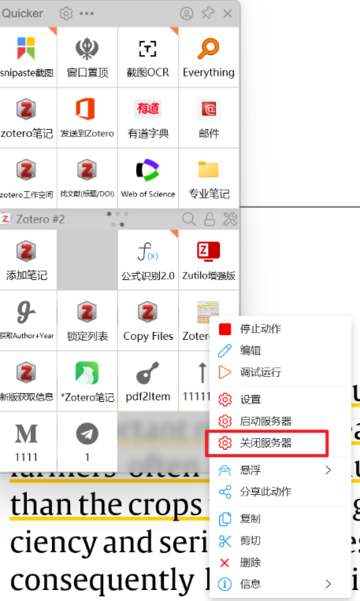 Quicker
snipaste截图 窗口置顶 截图OCR Everything
zotero笔记 发送到Zotero 有道字典 邮件
zotero工作空间 找文献(标题/DOI) Web of Science 专业笔记
Zotero #2
添加笔记 公式识别2.0 Zutilo增强版
获取Author+Year 锁定列表 Copy Files Zotero
新版获取信息 *Zotero笔记 pdf2Item 11111
1111 1
停止动作
编辑
调试运行
设置
启动服务器
关闭服务器
悬浮
分享此动作
复制
剪切
删除
信息
farmers often
than the crops
ciency and seri
consequently